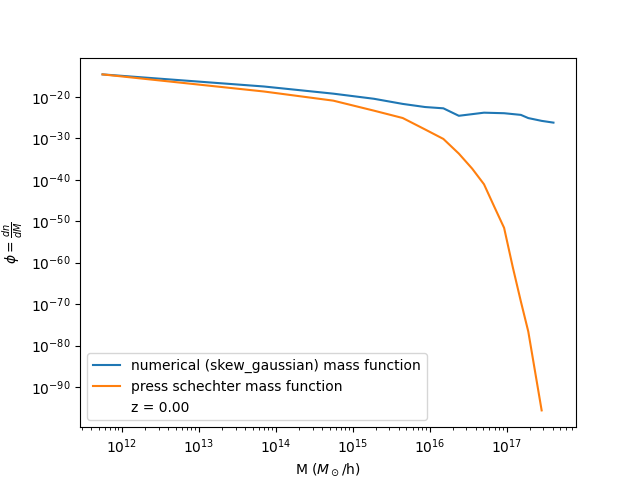 10^−20
10^−30
10^−40
10^−50
10^−60
10^−70
10^−80
10^−90
ϕ = dn/dM
numerical (skew_gaussian) mass function
press schechter mass function
z = 0.00
10^12 10^13 10^14 10^15 10^16 10^17
M (M_⊙/h)